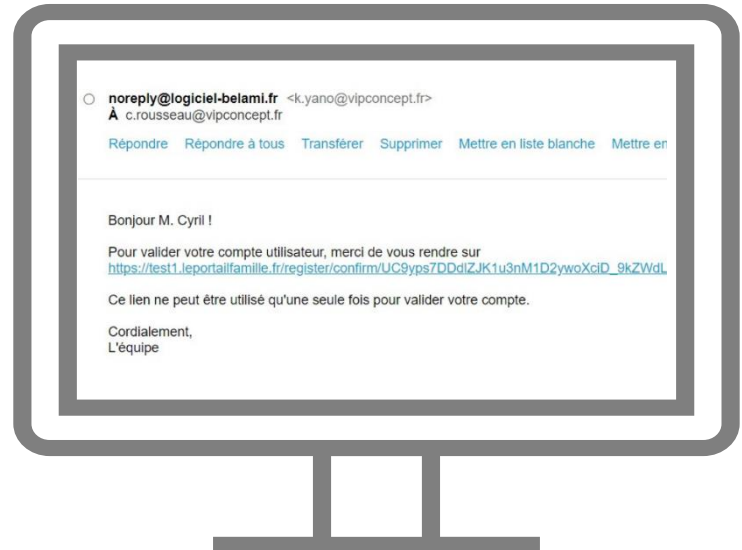 noreply@logiciel-belami.fr <k.yano@vipconcept.fr>
À c.rousseau@vipconcept.fr
Répondre Répondre à tous Transférer Supprimer Mettre en liste blanche Mettre en
Bonjour M. Cyril !
Pour valider votre compte utilisateur, merci de vous rendre sur
https://test1.leportailfamille.fr/register/confirm/UC9yps7DDdlZJK1u3nM1D2ywoXciD_9kZWdL
Ce lien ne peut être utilisé qu'une seule fois pour valider votre compte.
Cordialement,
L'équipe